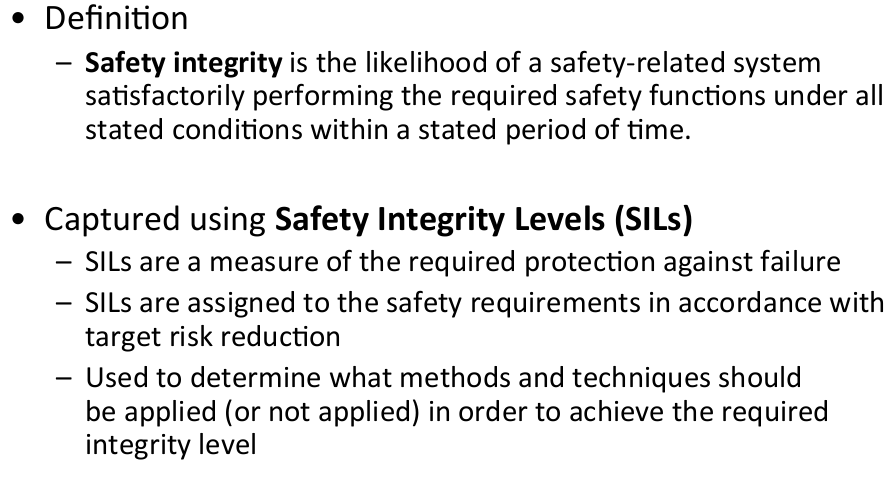 • Definition
– Safety integrity is the likelihood of a safety-related system
satisfactorily performing the required safety functions under all
stated conditions within a stated period of time.
• Captured using Safety Integrity Levels (SILs)
– SILs are a measure of the required protection against failure
– SILs are assigned to the safety requirements in accordance with
target risk reduction
– Used to determine what methods and techniques should
be applied (or not applied) in order to achieve the required
integrity level